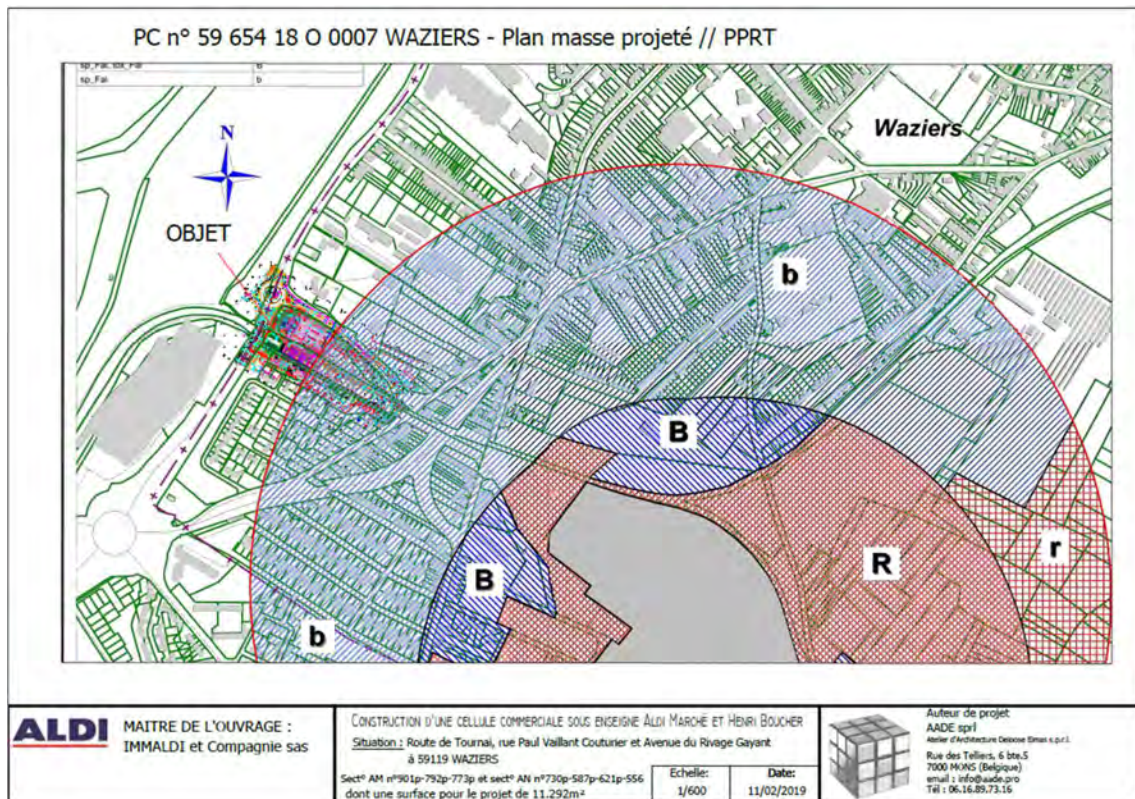 PC n° 59 654 18 O 0007 WAZIERS - Plan masse projeté // PPRT
b
sp_Fai
b
N
Waziers
OBJET
b
B
B
R
r
b
ALDI
MAITRE DE L'OUVRAGE :
IMMALDI et Compagnie sas
CONSTRUCTION D'UNE CELLULE COMMERCIALE SOUS ENSEIGNE ALDI MARCHÉ ET HENRI BOUCHER
Situation : Route de Tournai, rue Paul Vaillant Couturier et Avenue du Rivage Gayant
à 59119 WAZIERS
Sect° AM n°901p-792p-773p et sect° AN n°730p-587p-621p-556
dont une surface pour le projet de 11.292m²
Echelle:
1/600
Date:
11/02/2019
Auteur de projet
AADE sprl
Atelier d'Architecture
Rue des Telliers, 6 bte.5
7000 MONS (Belgique)
email : info@aade.pro
Tél : 06.16.89.73.16